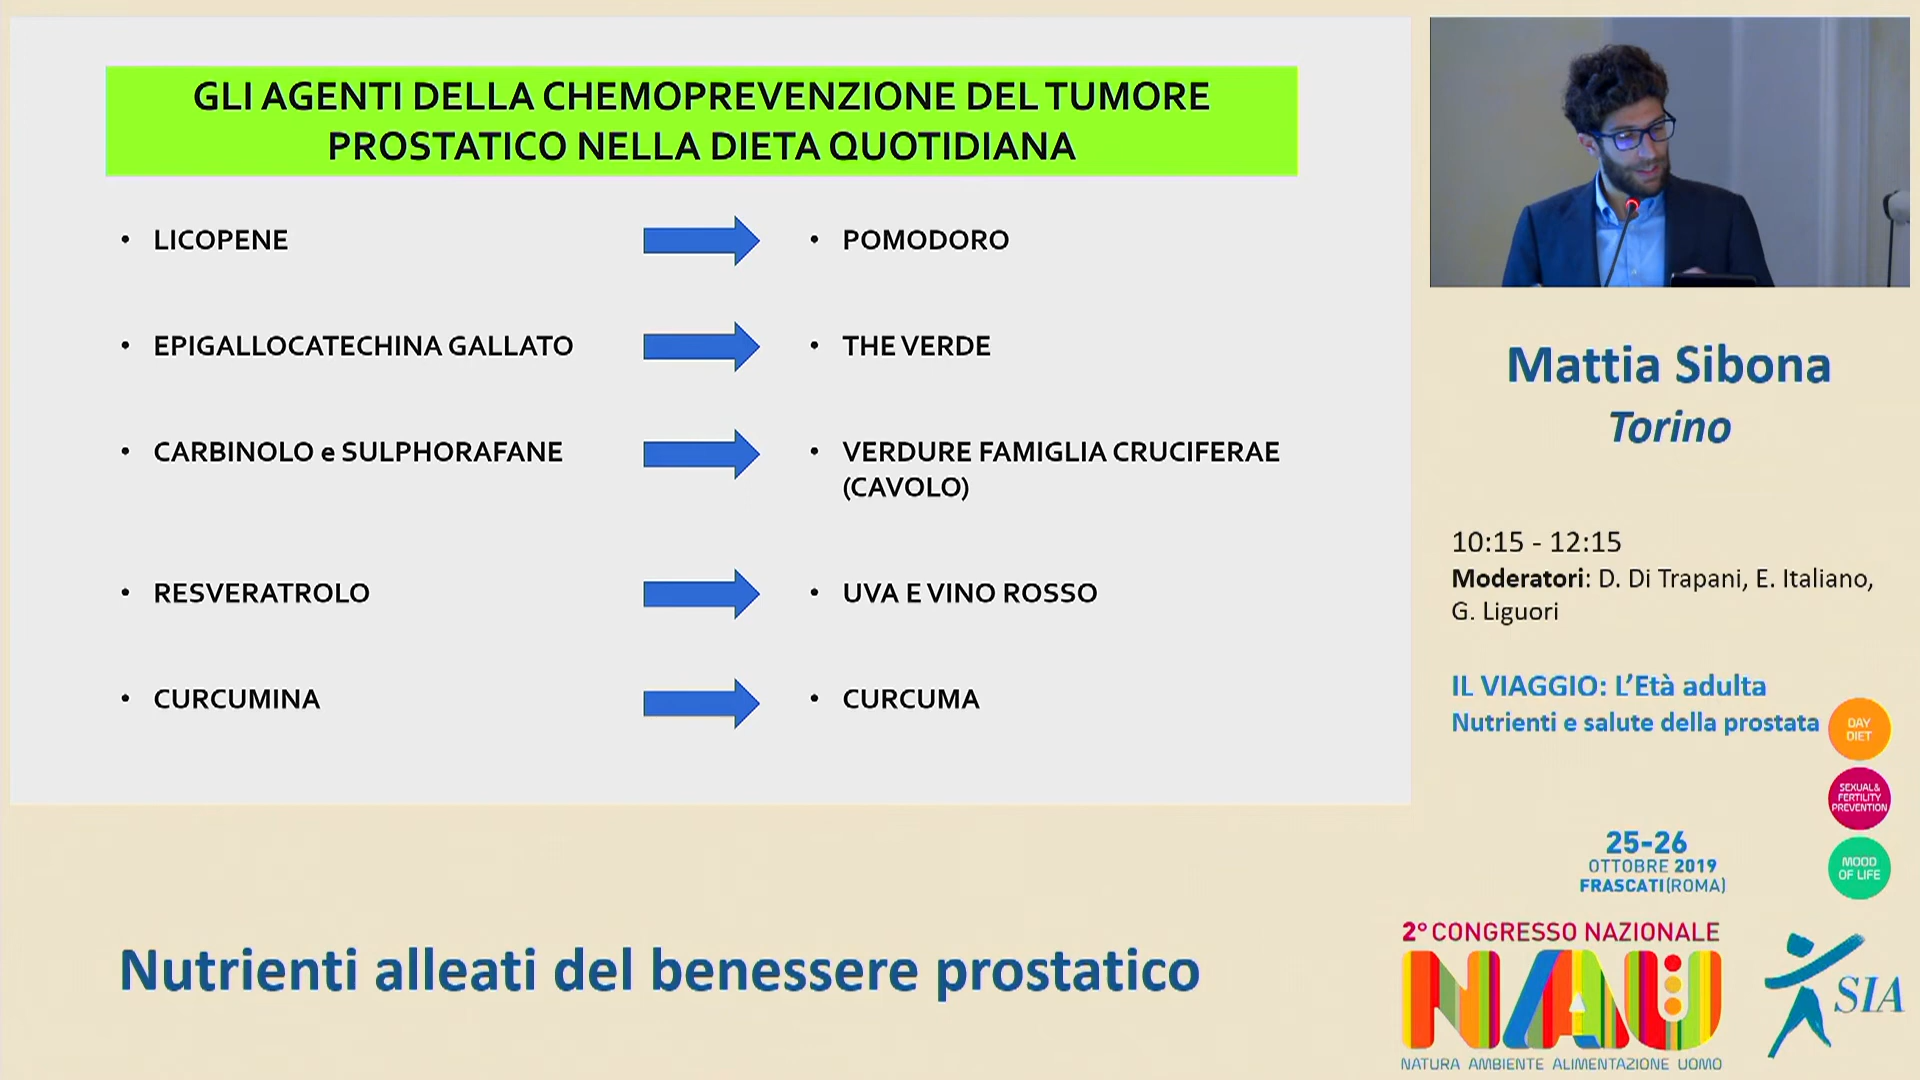 GLI AGENTI DELLA CHEMOPREVENZIONE DEL TUMORE
PROSTATICO NELLA DIETA QUOTIDIANA
• LICOPENE
• POMODORO
• EPIGALLOCATECHINA GALLATO
• THE VERDE
• CARBINOLO e SULPHORAFANE
• VERDURE FAMIGLIA CRUCIFERAE
(CAVOLO)
• RESVERATROLO
• UVA E VINO ROSSO
• CURCUMINA
• CURCUMA
Mattia Sibona
Torino
10:15 - 12:15
Moderatori: D. Di Trapani, E. Italiano,
G. Liguori
IL VIAGGIO: L'Età adulta
Nutrienti e salute della prostata
DAY
DIET
SEXUAL&
FERTILITY
PREVENTION
MOOD
OF LIFE
25-26
OTTOBRE 2019
FRASCATI(ROMA)
2° CONGRESSO NAZIONALE
NAU
NATURA AMBIENTE ALIMENTAZIONE UOMO
SIA
Nutrienti alleati del benessere prostatico